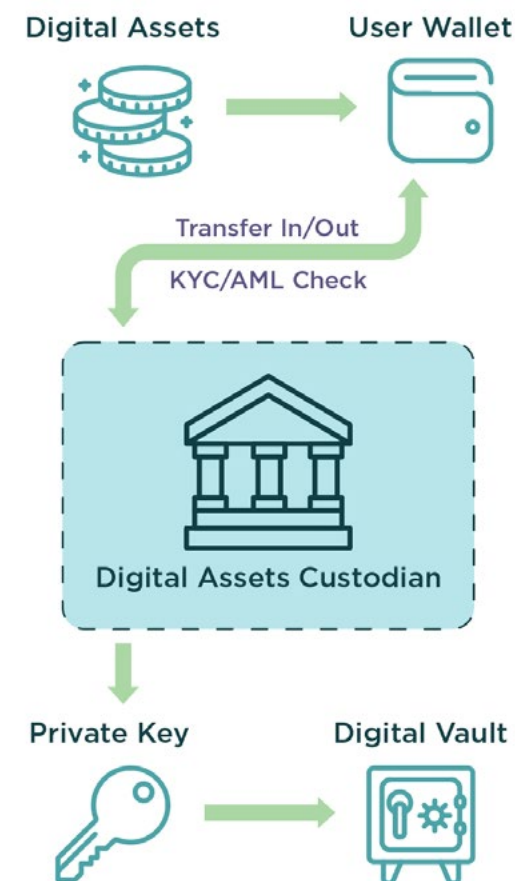 Digital Assets
User Wallet
Transfer In/Out
KYC/AML Check
Digital Assets Custodian
Private Key
Digital Vault